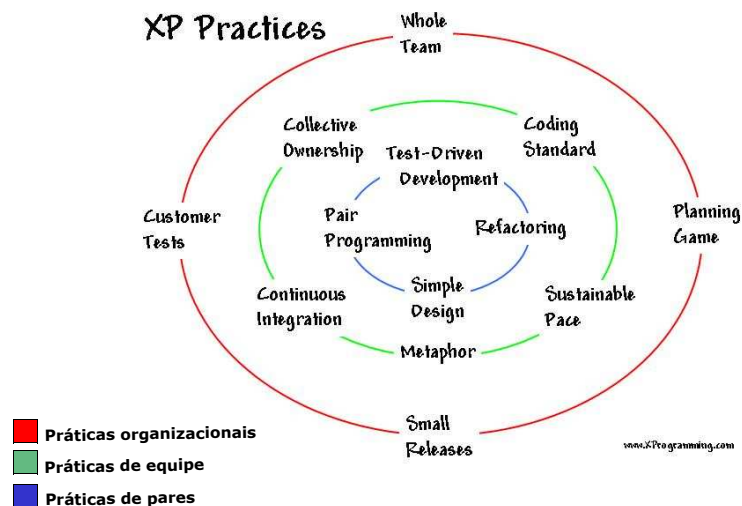 XP Practices
Whole
Team
Collective
Ownership
Coding
Standard
Test-Driven
Development
Customer
Tests
Pair
Programming
Refactoring
Planning
Game
Continuous
Integration
Simple
Design
Sustainable
Pace
Metaphor
Small
Releases
www.XProgramming.com
Práticas organizacionais
Práticas de equipe
Práticas de pares